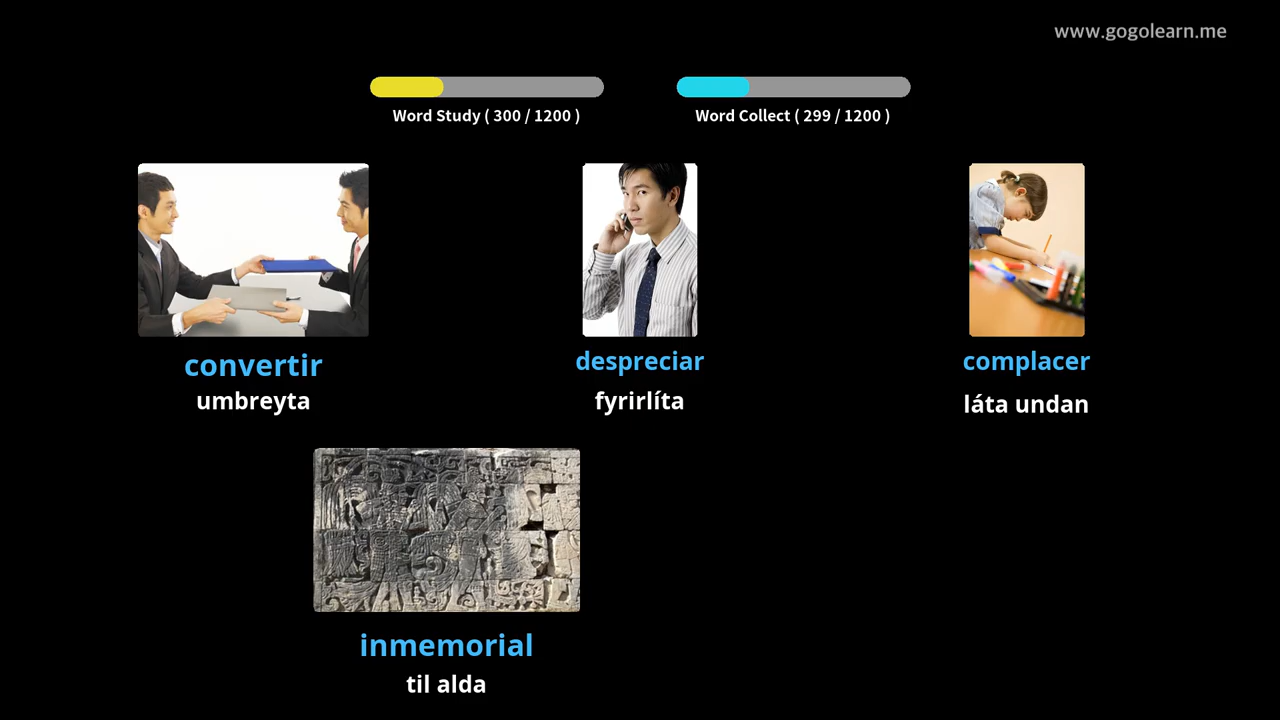 www.gogolearn.me
Word Study ( 300 / 1200 )
Word Collect ( 299 / 1200 )
convertir
umbreyta
despreciar
fyrirlíta
complacer
láta undan
inmemorial
til alda